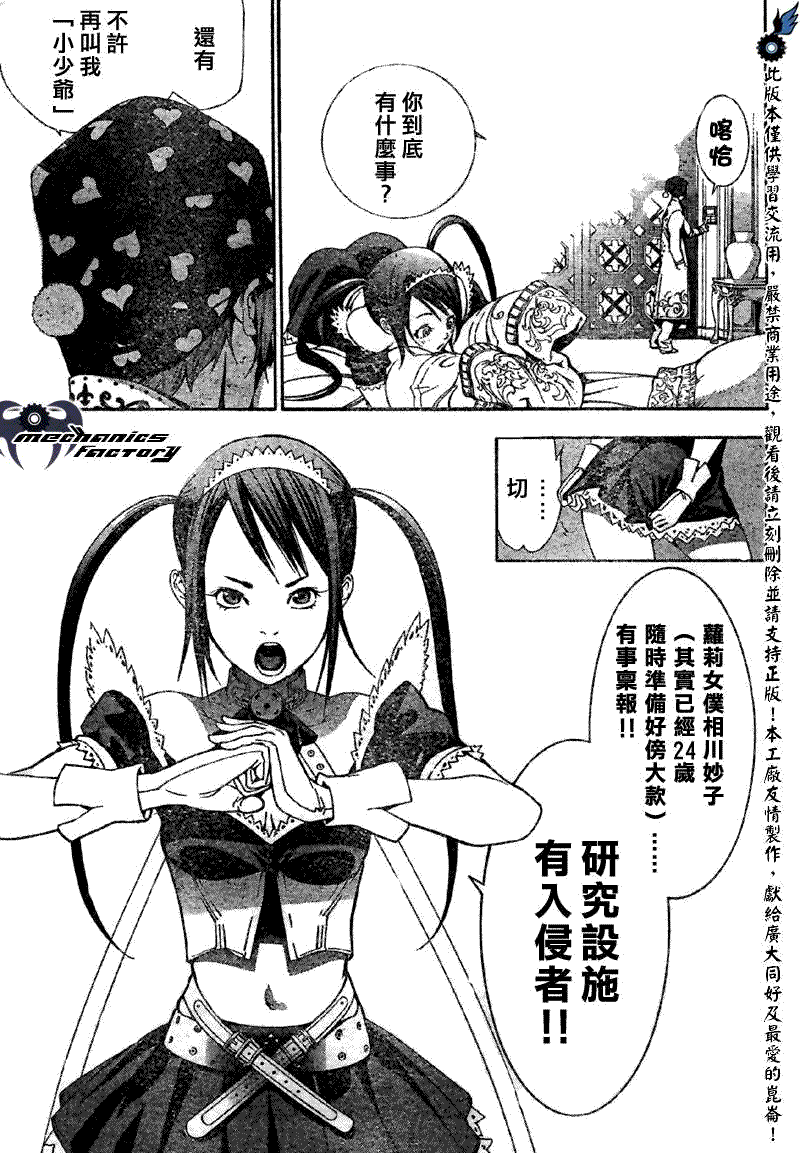 喀恰
你到底
有什麼事？
還有
不許
再叫我
「小少爺」
……
切
蘿莉女僕相川妙子
（其實已經24歲
隨時準備好傍大款）……
有事稟報!!
研究設施
有入侵者!!
mechanics
factory
此版本僅供學習交流用，嚴禁商業用途，觀看後請立刻刪除並請支持正版！本工廠友情製作，獻給廣大同好及最愛的崑崙！